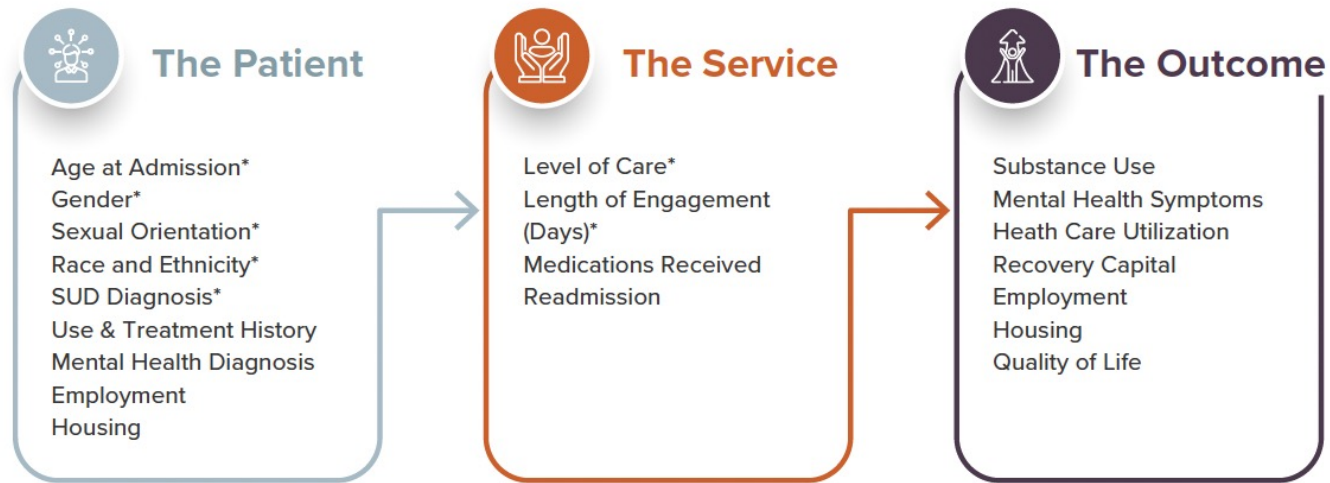 The Patient
Age at Admission*
Gender*
Sexual Orientation*
Race and Ethnicity*
SUD Diagnosis*
Use & Treatment History
Mental Health Diagnosis
Employment
Housing
The Service
Level of Care*
Length of Engagement
(Days)*
Medications Received
Readmission
The Outcome
Substance Use
Mental Health Symptoms
Heath Care Utilization
Recovery Capital
Employment
Housing
Quality of Life